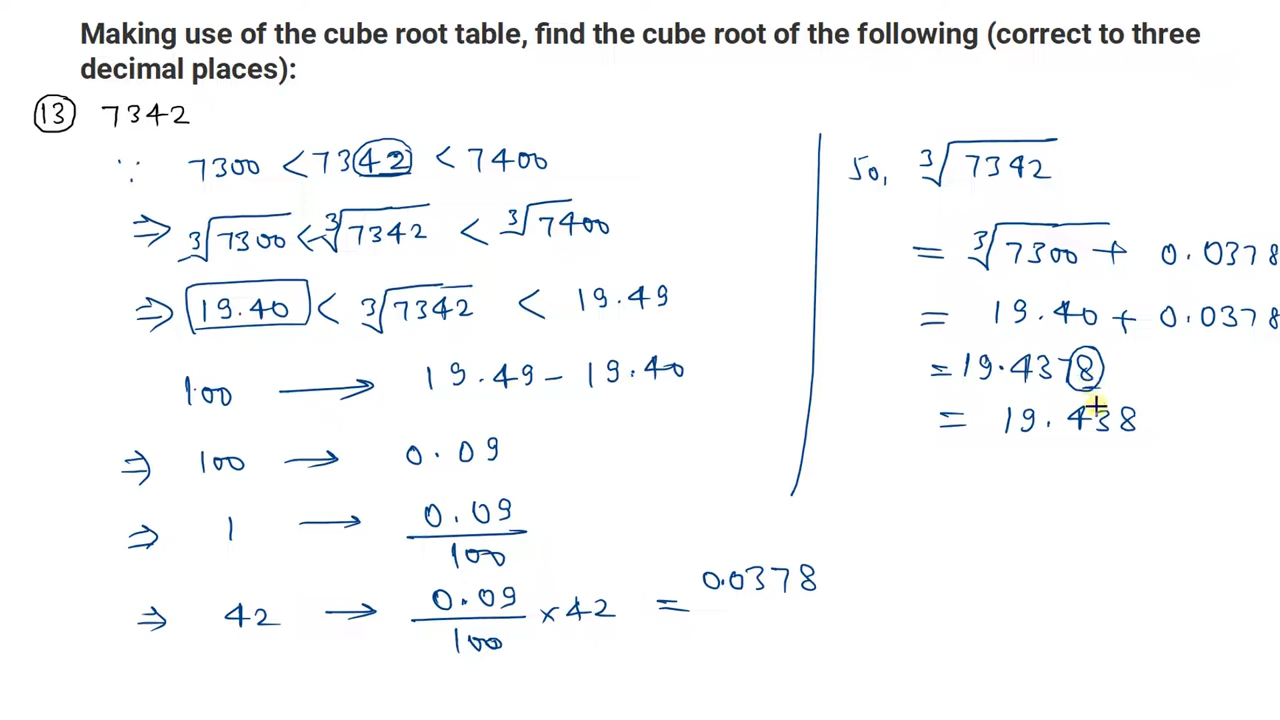 Making use of the cube root table, find the cube root of the following (correct to three
decimal places):
13 7342
∵ 7300 < 7342 < 7400
⇒ ∛7300 < ∛7342 < ∛7400
⇒ 19.40 < ∛7342 < 19.49
100 → 19.49 - 19.40
⇒ 100 → 0.09
⇒ 1 → 0.09/100
⇒ 42 → 0.09/100 × 42 = 0.0378
So, ∛7342
= ∛7300 + 0.0378
= 19.40 + 0.0378
= 19.4378
= 19.438